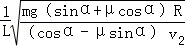 1/L √(mg (sinα+μcosα) R / (cosα - μsinα) v₂)